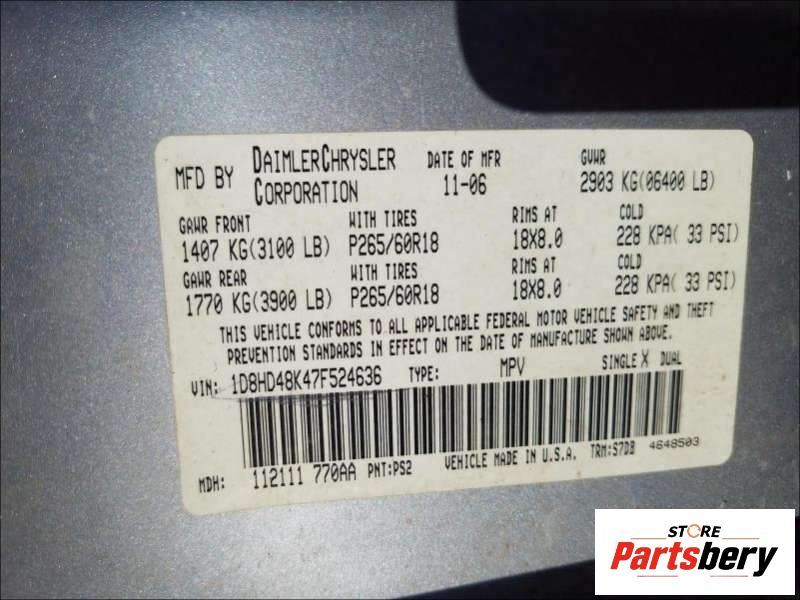 MFD BY DAIMLERCHRYSLER CORPORATION DATE OF MFR 11-06 GVWR 2903 KG(06400 LB)
GAWR FRONT WITH TIRES RIMS AT COLD
1407 KG(3100 LB) P265/60R18 18X8.0 228 KPA( 33 PSI)
GAWR REAR WITH TIRES RIMS AT COLD
1770 KG(3900 LB) P265/60R18 18X8.0 228 KPA( 33 PSI)
THIS VEHICLE CONFORMS TO ALL APPLICABLE FEDERAL MOTOR VEHICLE SAFETY AND THEFT
PREVENTION STANDARDS IN EFFECT ON THE DATE OF MANUFACTURE SHOWN ABOVE.
VIN: 1D8HD48K47F524636 TYPE: MPV SINGLE X DUAL
MDH: 112111 770AA PNT:PS2 VEHICLE MADE IN U.S.A. TRM:S7DB 4648503
STORE
Partsbery